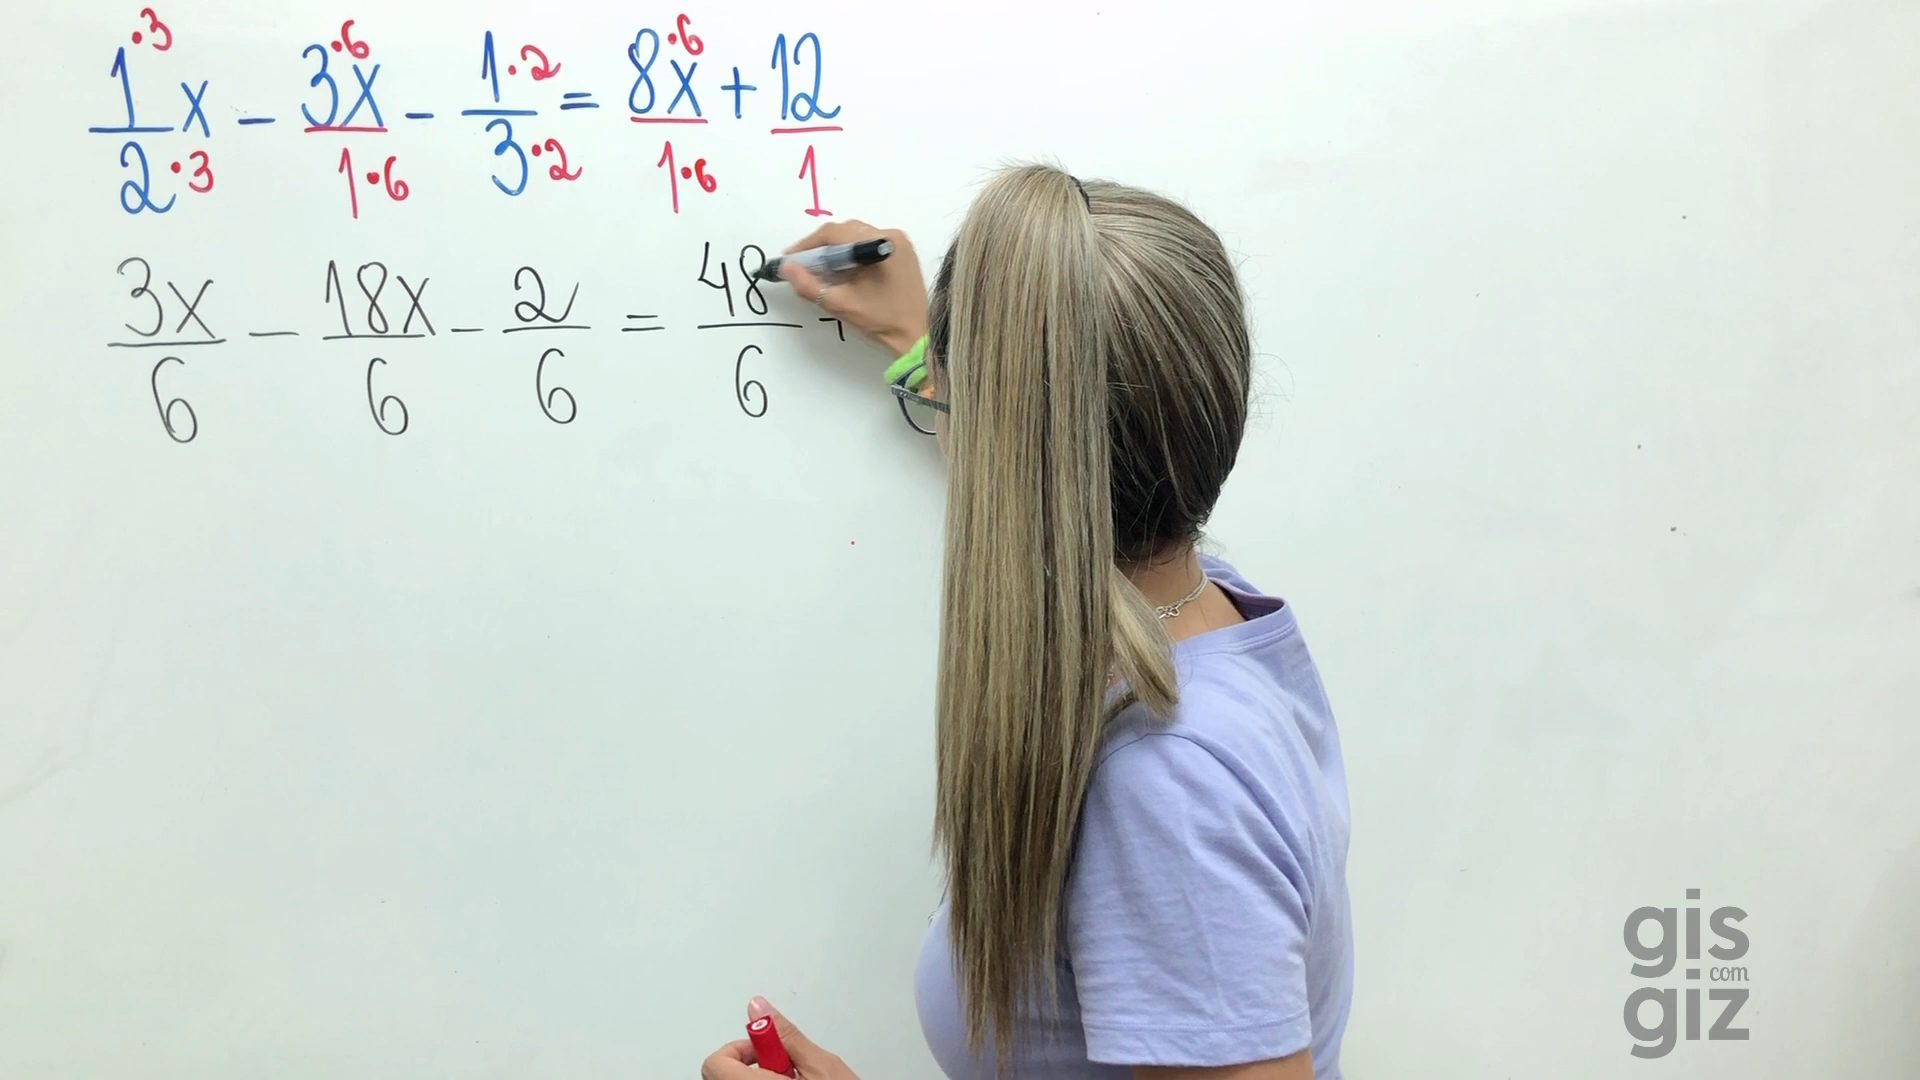 1·3/2·3 x - 3x·6/1·6 - 1·2/3·2 = 8x·6/1·6 + 12/1
3x/6 - 18x/6 - 2/6 = 48/6 +
gis
com
giz